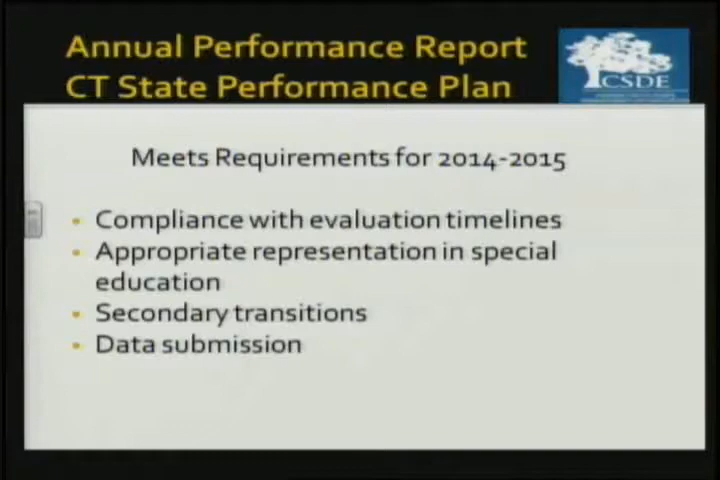 Annual Performance Report
CT State Performance Plan
CSDE
Meets Requirements for 2014-2015
• Compliance with evaluation timelines
• Appropriate representation in special
education
• Secondary transitions
• Data submission